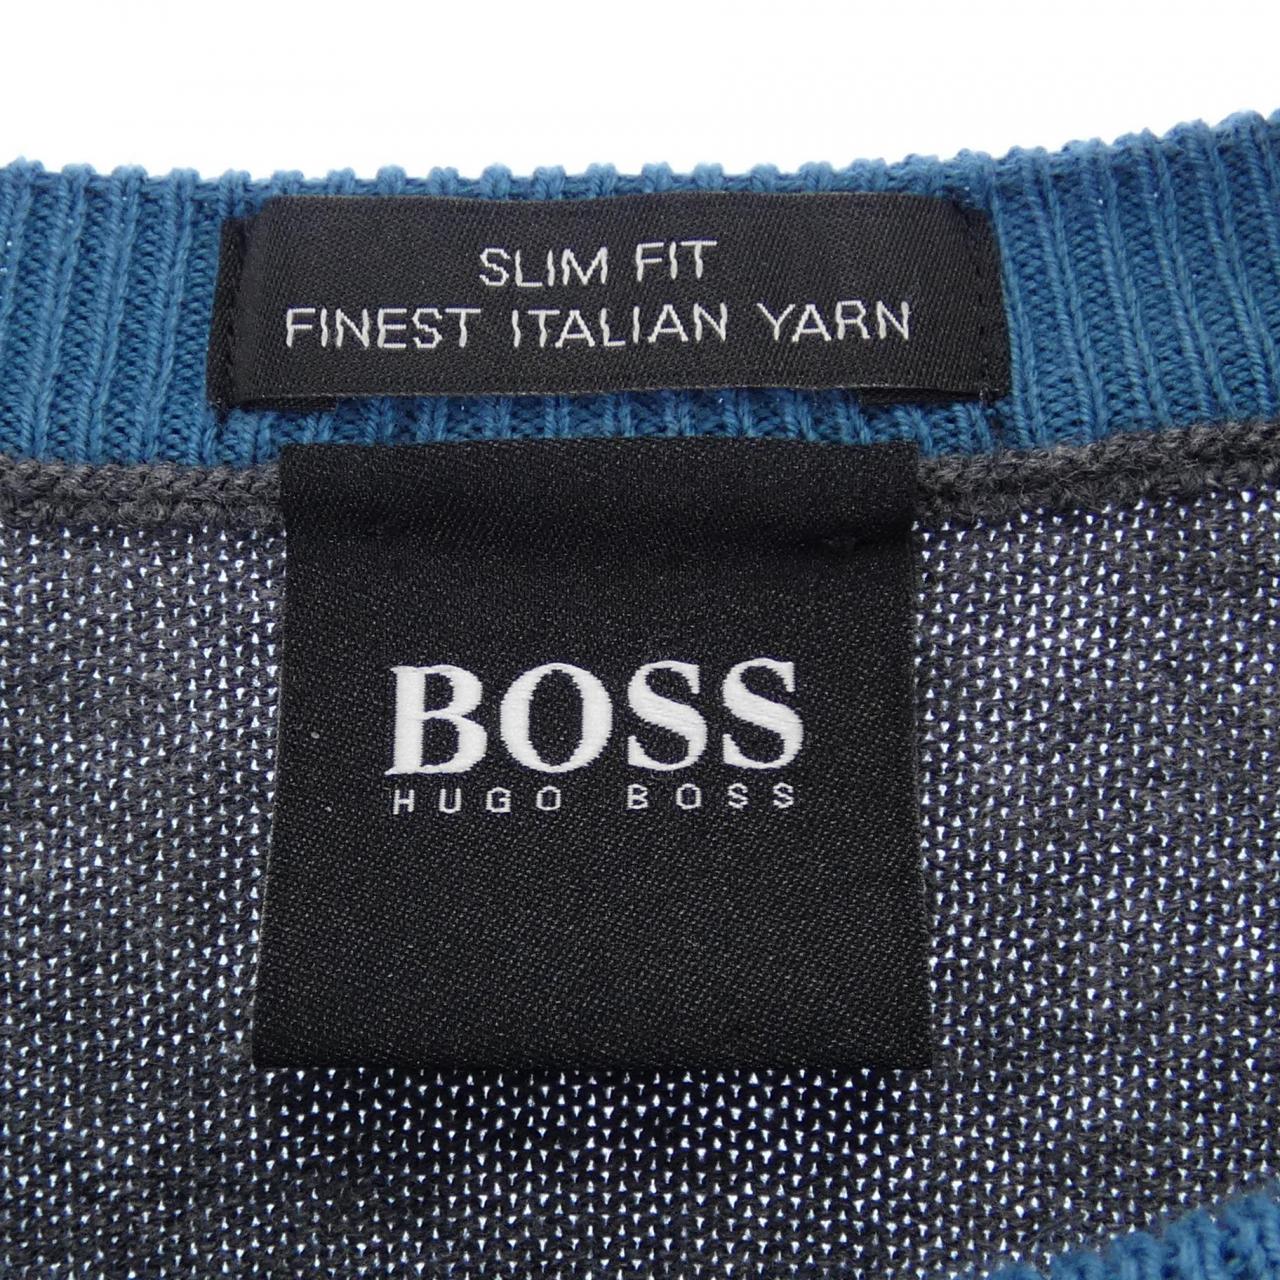 SLIM FIT
FINEST ITALIAN YARN
BOSS
HUGO BOSS